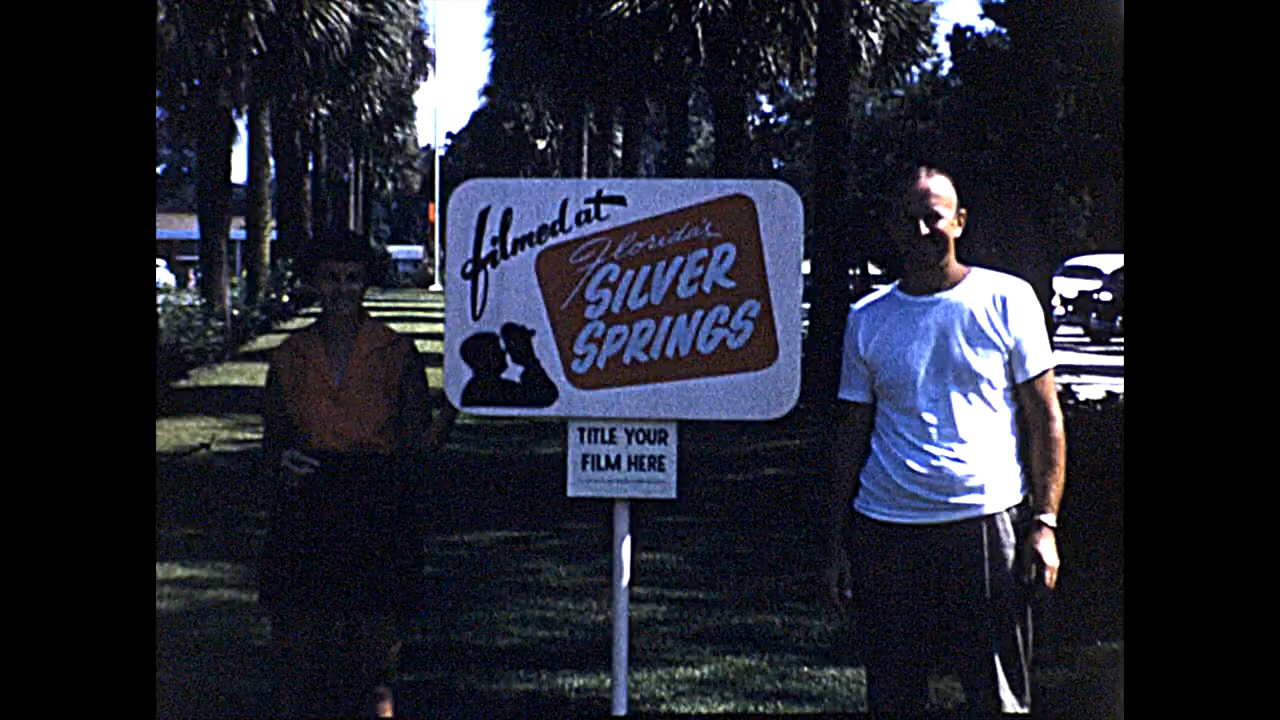 filmed at
Florida's
SILVER
SPRINGS
TITLE YOUR
FILM HERE